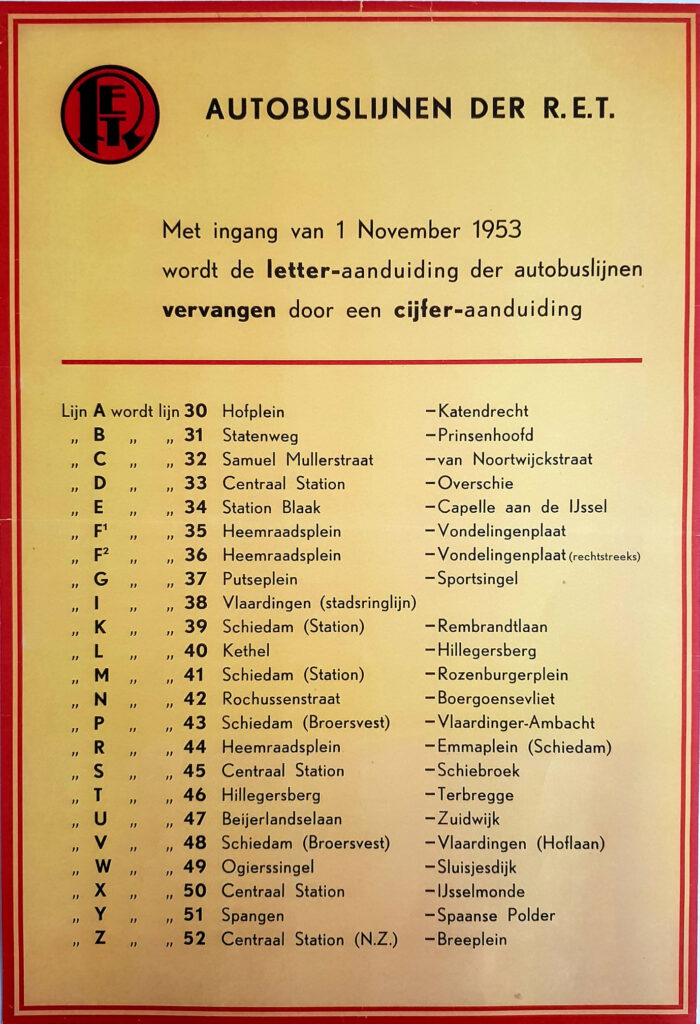 RET
AUTOBUSLIJNEN DER R.E.T.
Met ingang van 1 November 1953
wordt de letter-aanduiding der autobuslijnen
vervangen door een cijfer-aanduiding
Lijn A wordt lijn 30 Hofplein –Katendrecht
„ B „ „ 31 Statenweg –Prinsenhoofd
„ C „ „ 32 Samuel Mullerstraat –van Noortwijckstraat
„ D „ „ 33 Centraal Station –Overschie
„ E „ „ 34 Station Blaak –Capelle aan de IJssel
„ F¹ „ „ 35 Heemraadsplein –Vondelingenplaat
„ F² „ „ 36 Heemraadsplein –Vondelingenplaat (rechtstreeks)
„ G „ „ 37 Putseplein –Sportsingel
„ I „ „ 38 Vlaardingen (stadsringlijn)
„ K „ „ 39 Schiedam (Station) –Rembrandtlaan
„ L „ „ 40 Kethel –Hillegersberg
„ M „ „ 41 Schiedam (Station) –Rozenburgerplein
„ N „ „ 42 Rochussenstraat –Boergoensevliet
„ P „ „ 43 Schiedam (Broersvest) –Vlaardinger-Ambacht
„ R „ „ 44 Heemraadsplein –Emmaplein (Schiedam)
„ S „ „ 45 Centraal Station –Schiebroek
„ T „ „ 46 Hillegersberg –Terbregge
„ U „ „ 47 Beijerlandselaan –Zuidwijk
„ V „ „ 48 Schiedam (Broersvest) –Vlaardingen (Hoflaan)
„ W „ „ 49 Ogierssingel –Sluisjesdijk
„ X „ „ 50 Centraal Station –IJsselmonde
„ Y „ „ 51 Spangen –Spaanse Polder
„ Z „ „ 52 Centraal Station (N.Z.) –Breeplein